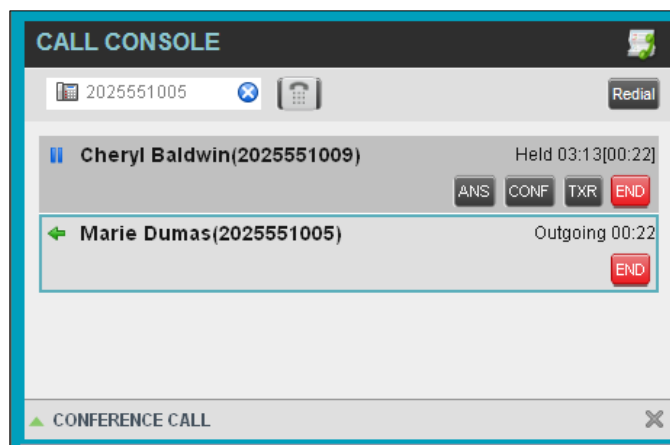 CALL CONSOLE
2025551005
Redial
Cheryl Baldwin(2025551009) Held 03:13[00:22]
ANS CONF TXR END
Marie Dumas(2025551005) Outgoing 00:22
END
CONFERENCE CALL